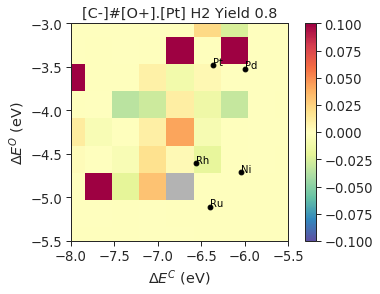 [C-]#[O+].[Pt] H2 Yield 0.8
−3.0
−3.5
−4.0
−4.5
−5.0
−5.5
ΔE^O (eV)
Pt
Pd
Rh
Ni
Ru
−8.0 −7.5 −7.0 −6.5 −6.0 −5.5
ΔE^C (eV)
0.100
0.075
0.050
0.025
0.000
−0.025
−0.050
−0.075
−0.100